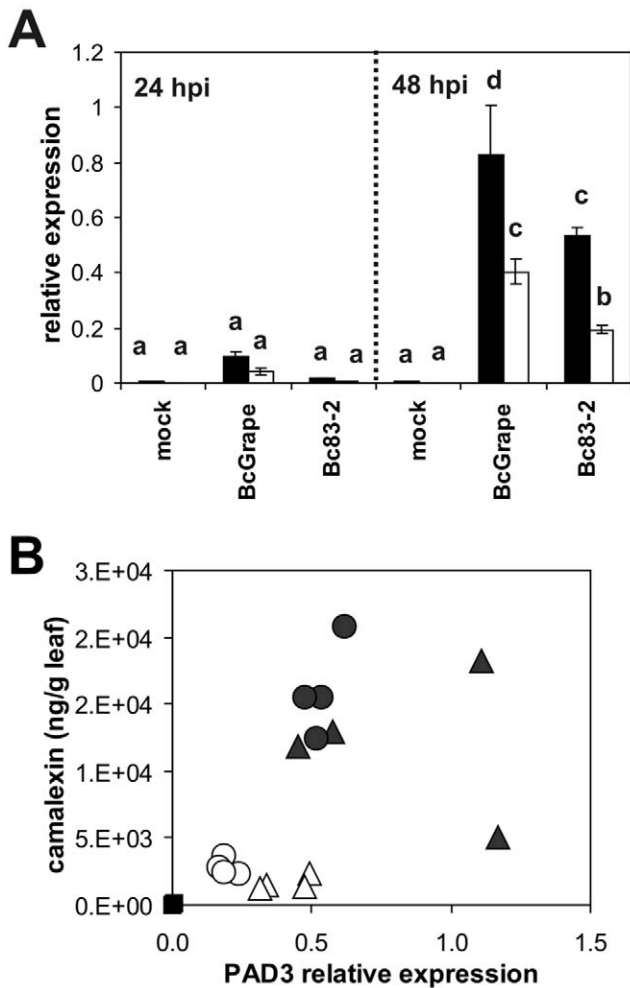 A
relative expression
1.2
1
0.8
0.6
0.4
0.2
0
24 hpi
48 hpi
a a a a a a a a d c c b
mock BcGrape Bc83-2 mock BcGrape Bc83-2
B
camalexin (ng/g leaf)
3.E+04
2.E+04
2.E+04
1.E+04
5.E+03
0.E+00
0.0 0.5 1.0 1.5
PAD3 relative expression